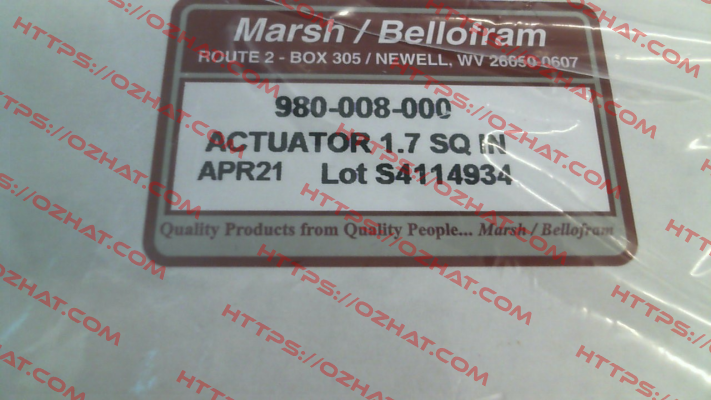 Marsh / Bellofram
ROUTE 2 - BOX 305 / NEWELL, WV 26050-0607
980-008-000
ACTUATOR 1.7 SQ IN
APR21 Lot S4114934
Quality Products from Quality People... Marsh / Bellofram
HTTPS://OZHAT.COM